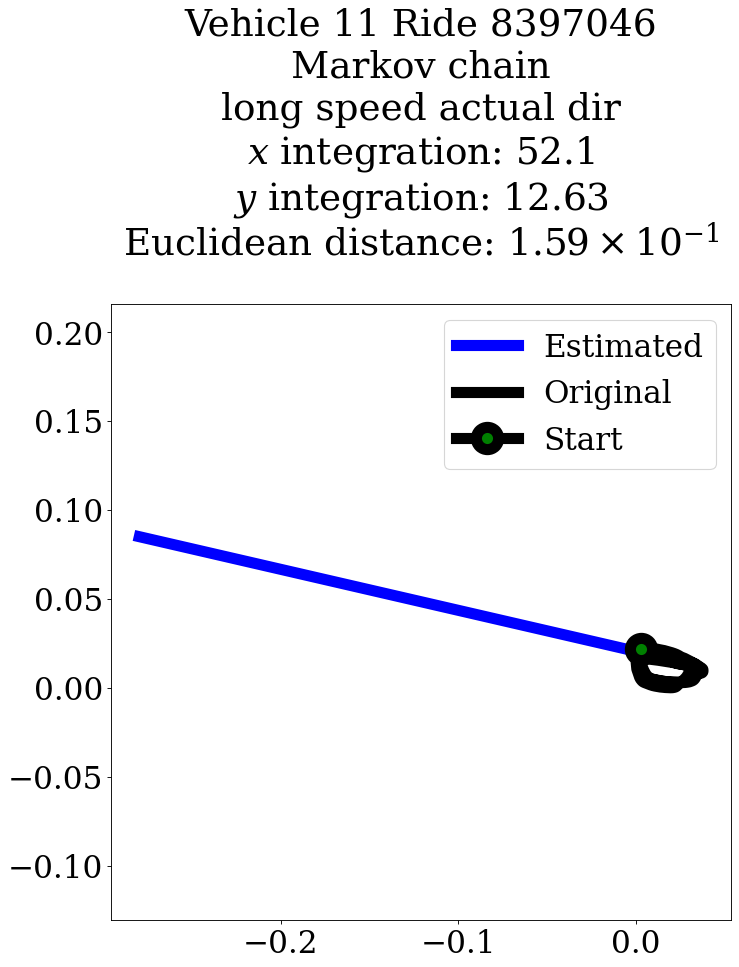 Vehicle 11 Ride 8397046
Markov chain
long speed actual dir
x integration: 52.1
y integration: 12.63
Euclidean distance: 1.59 × 10⁻¹
0.20
0.15
0.10
0.05
0.00
−0.05
−0.10
Estimated
Original
Start
−0.2
−0.1
0.0